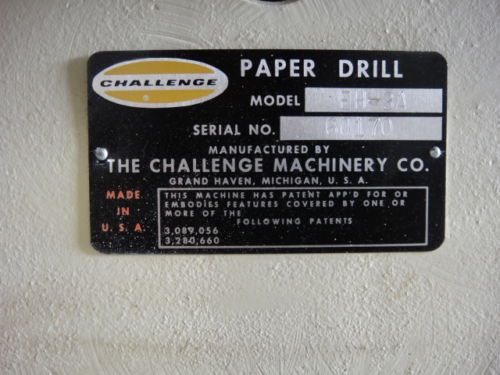 CHALLENGE
PAPER DRILL
MODEL
SERIAL NO.
MANUFACTURED BY
THE CHALLENGE MACHINERY CO.
GRAND HAVEN, MICHIGAN, U. S. A.
MADE
IN
U. S. A.
THIS MACHINE HAS PATENT APP'D FOR OR
EMBODIES FEATURES COVERED BY ONE OR
MORE OF THE
FOLLOWING PATENTS
3,089,056
3,280,660